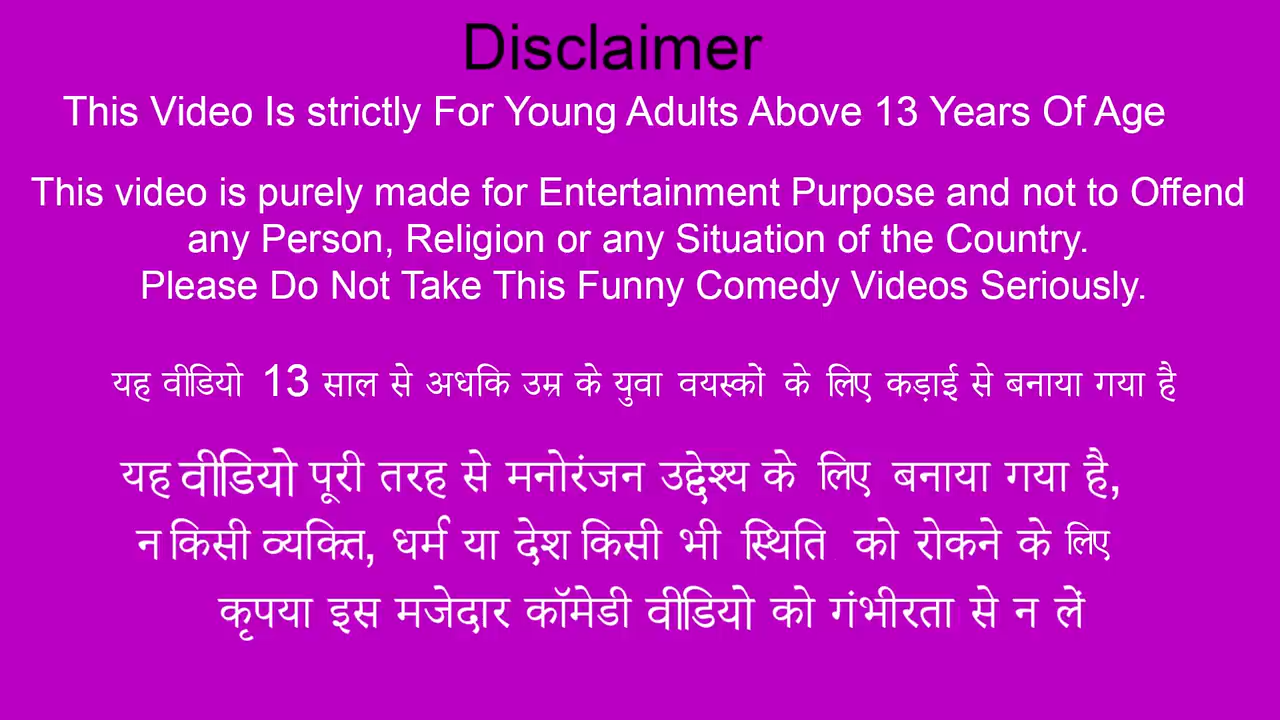 Disclaimer
This Video Is strictly For Young Adults Above 13 Years Of Age
This video is purely made for Entertainment Purpose and not to Offend
any Person, Religion or any Situation of the Country.
Please Do Not Take This Funny Comedy Videos Seriously.
यह वीडियो 13 साल से अधकि उम्र के युवा वयस्कों के लिए कड़ाई से बनाया गया है
यह वीडियो पूरी तरह से मनोरंजन उद्देश्य के लिए बनाया गया है,
न किसी व्यक्ति, धर्म या देश किसी भी स्थिति को रोकने के लिए
कृपया इस मजेदार कॉमेडी वीडियो को गंभीरता से न लें